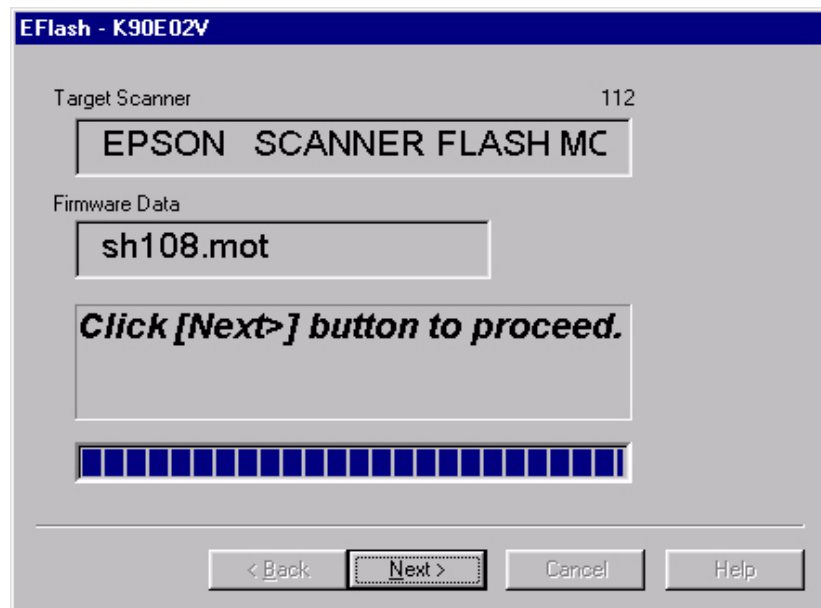 EFlash - K90E02V
Target Scanner 112
EPSON SCANNER FLASH MO
Firmware Data
sh108.mot
Click [Next>] button to proceed.
< Back Next > Cancel Help